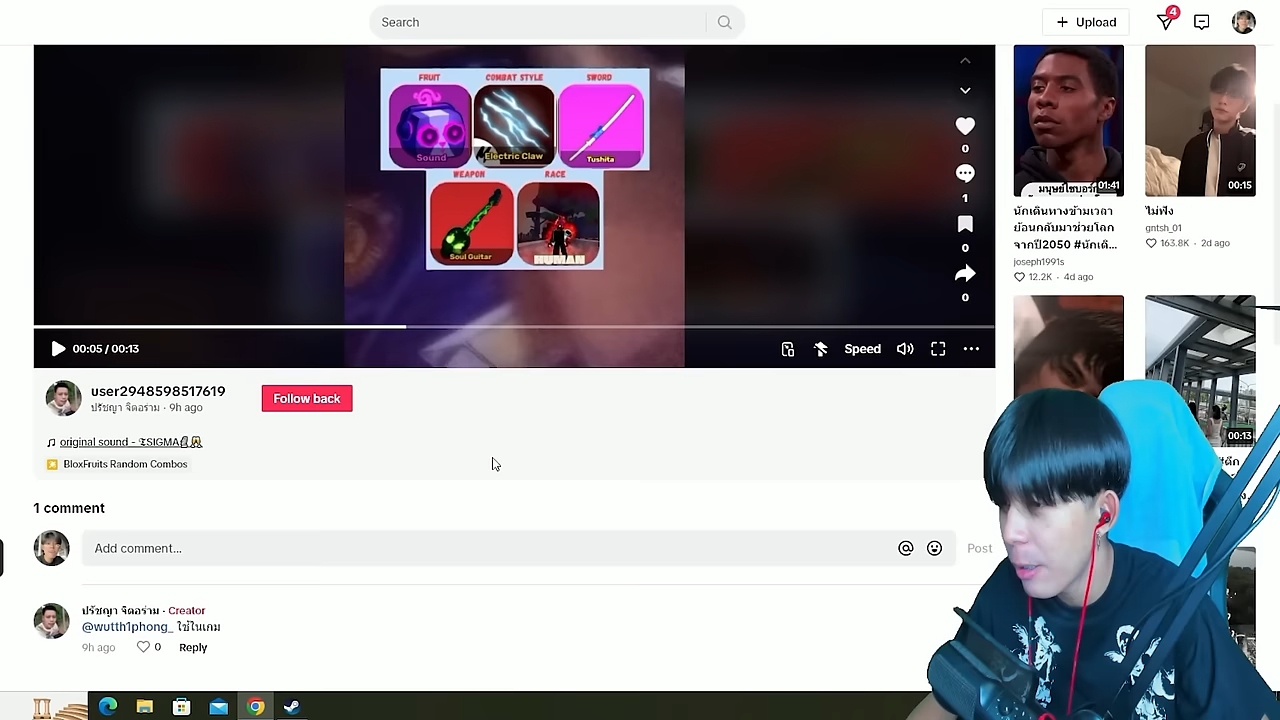 Search
Upload
4
FRUIT
COMBAT STYLE
SWORD
Sound
Electric Claw
Tushita
WEAPON
RACE
Soul Guitar
HUMAN
0
1
0
0
00:05 / 00:13
Speed
user2948598517619
ปรัชญา จิตอร่าม · 9h ago
Follow back
original sound - ƸSIGMA
BloxFruits Random Combos
1 comment
Add comment...
Post
ปรัชญา จิตอร่าม · Creator
@wutth1phong_ ใช้ในเกม
9h ago
0
Reply
01:41
นักเดินทางข้ามเวลา
ย้อนกลับมาช่วยโลก
จากปี2050 #นักเดิ...
joseph1991s
12.2K · 4d ago
00:15
ไม่ฟัง
gntsh_01
163.8K · 2d ago
00:13